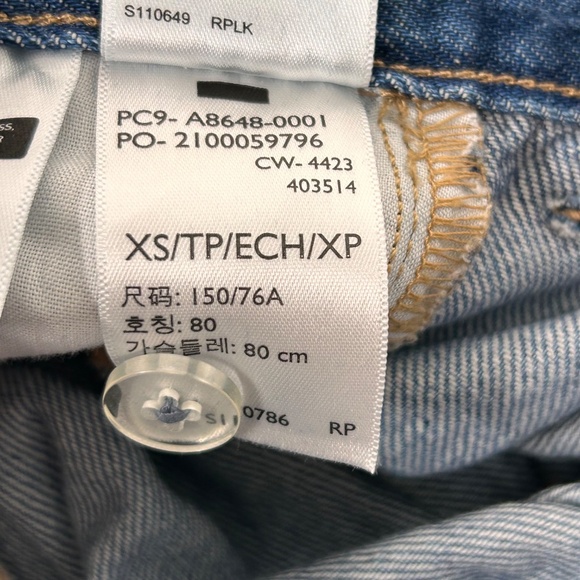 S110649 RPLK
PC9- A8648-0001
PO- 2100059796
CW- 4423
403514
XS/TP/ECH/XP
尺码: 150/76A
호칭: 80
가슴둘레: 80 cm
0786 RP